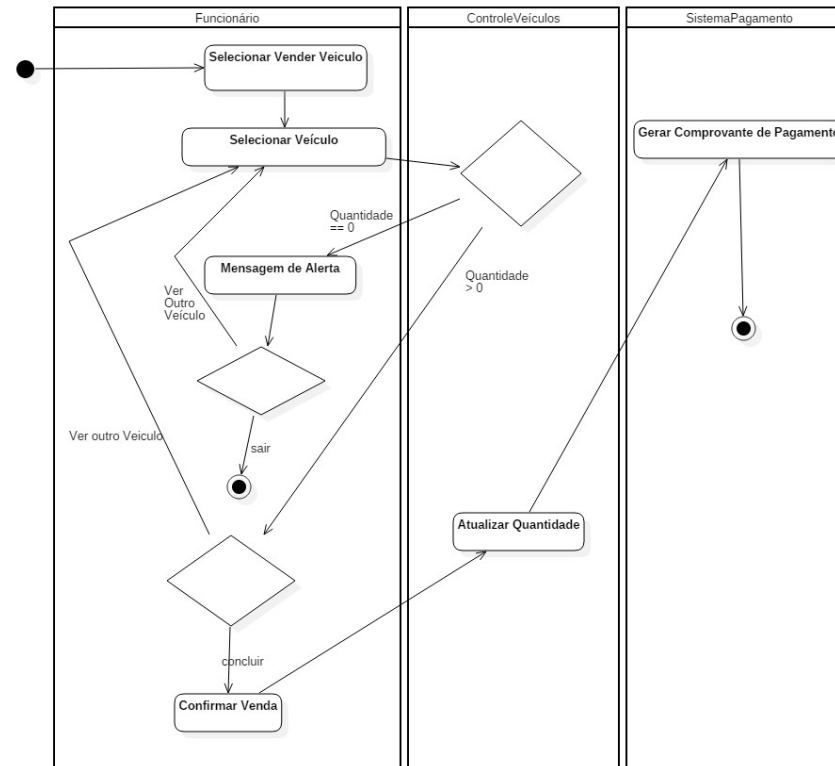 Funcionário
ControleVeículos
SistemaPagamento
Selecionar Vender Veiculo
Selecionar Veículo
Gerar Comprovante de Pagamento
Quantidade
== 0
Mensagem de Alerta
Quantidade
> 0
Ver
Outro
Veículo
Ver outro Veiculo
sair
Atualizar Quantidade
concluir
Confirmar Venda